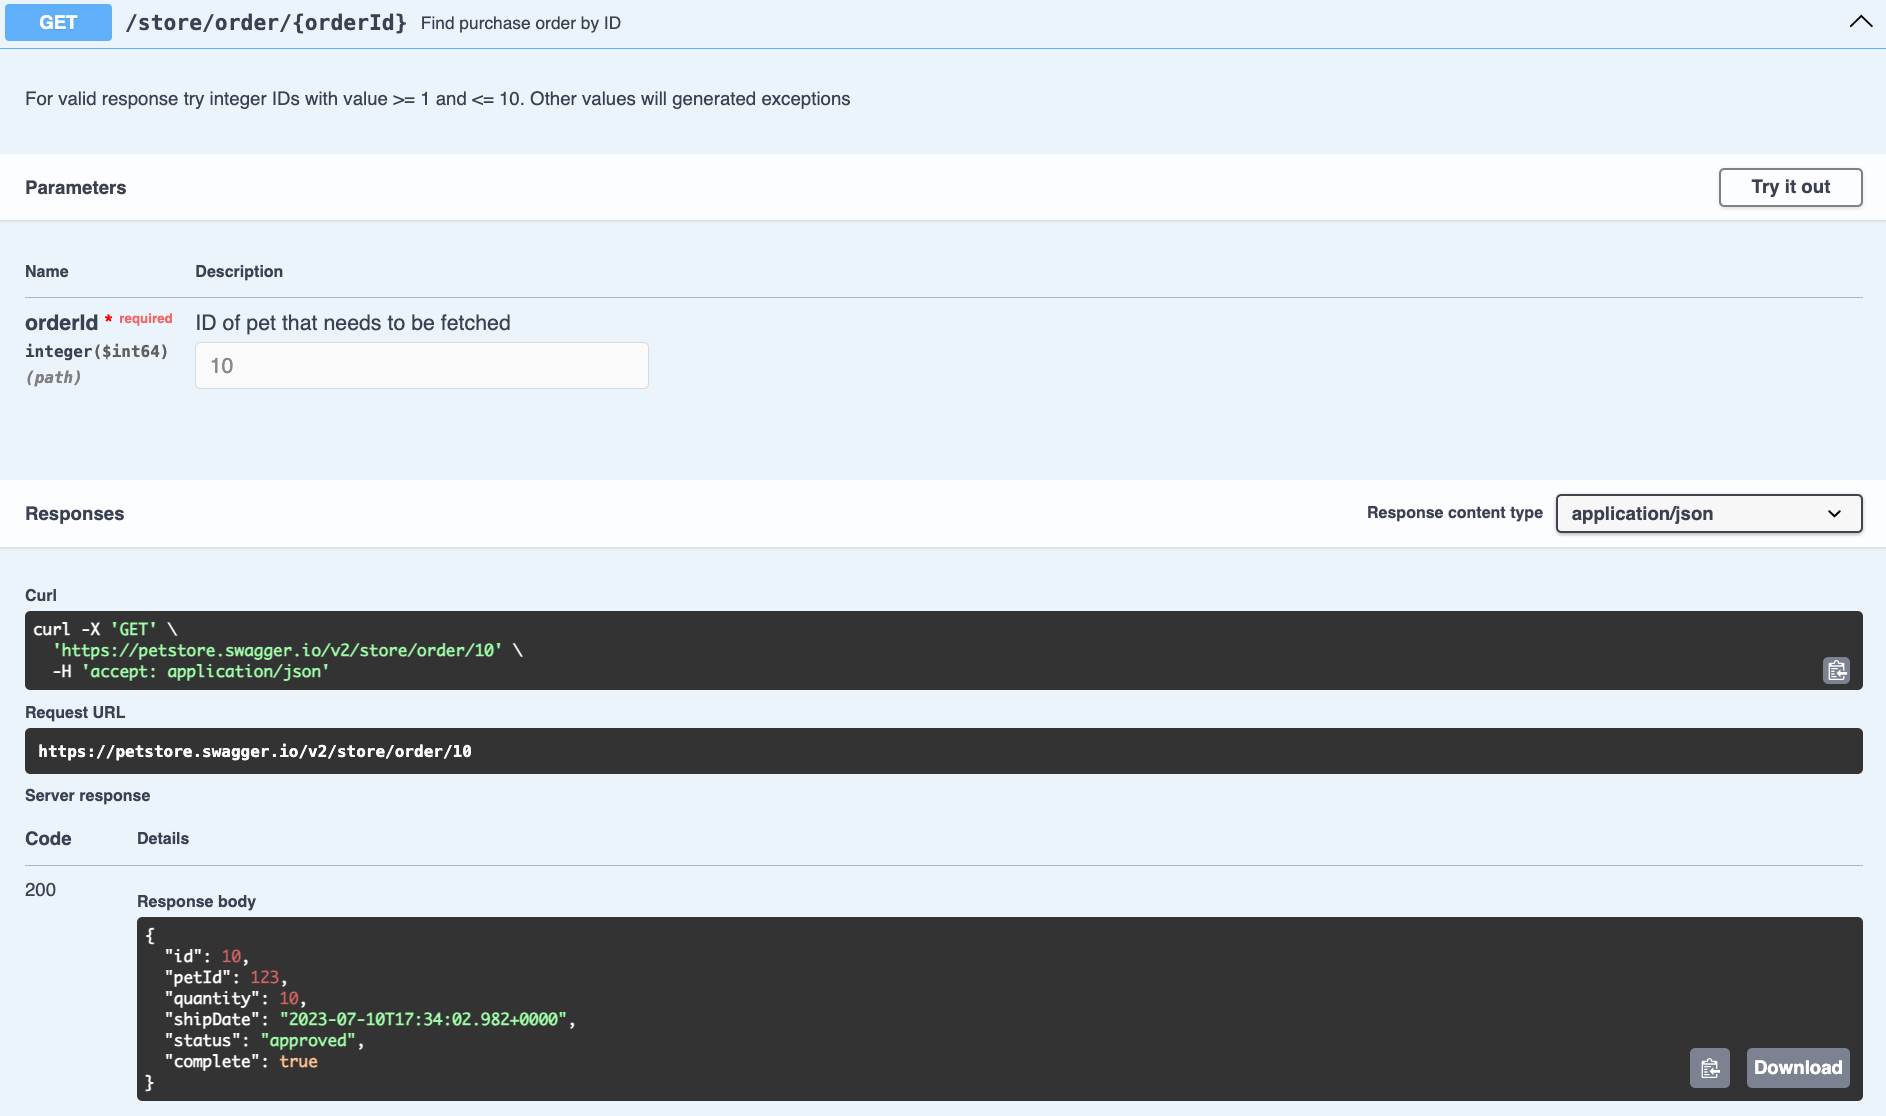 GET /store/order/{orderId} Find purchase order by ID
For valid response try integer IDs with value >= 1 and <= 10. Other values will generated exceptions
Parameters
Try it out
Name Description
orderId * required ID of pet that needs to be fetched
integer($int64)
(path)
10
Responses
Response content type application/json
Curl
curl -X 'GET' \
  'https://petstore.swagger.io/v2/store/order/10' \
  -H 'accept: application/json'
Request URL
https://petstore.swagger.io/v2/store/order/10
Server response
Code Details
200
Response body
{
  "id": 10,
  "petId": 123,
  "quantity": 10,
  "shipDate": "2023-07-10T17:34:02.982+0000",
  "status": "approved",
  "complete": true
}
Download